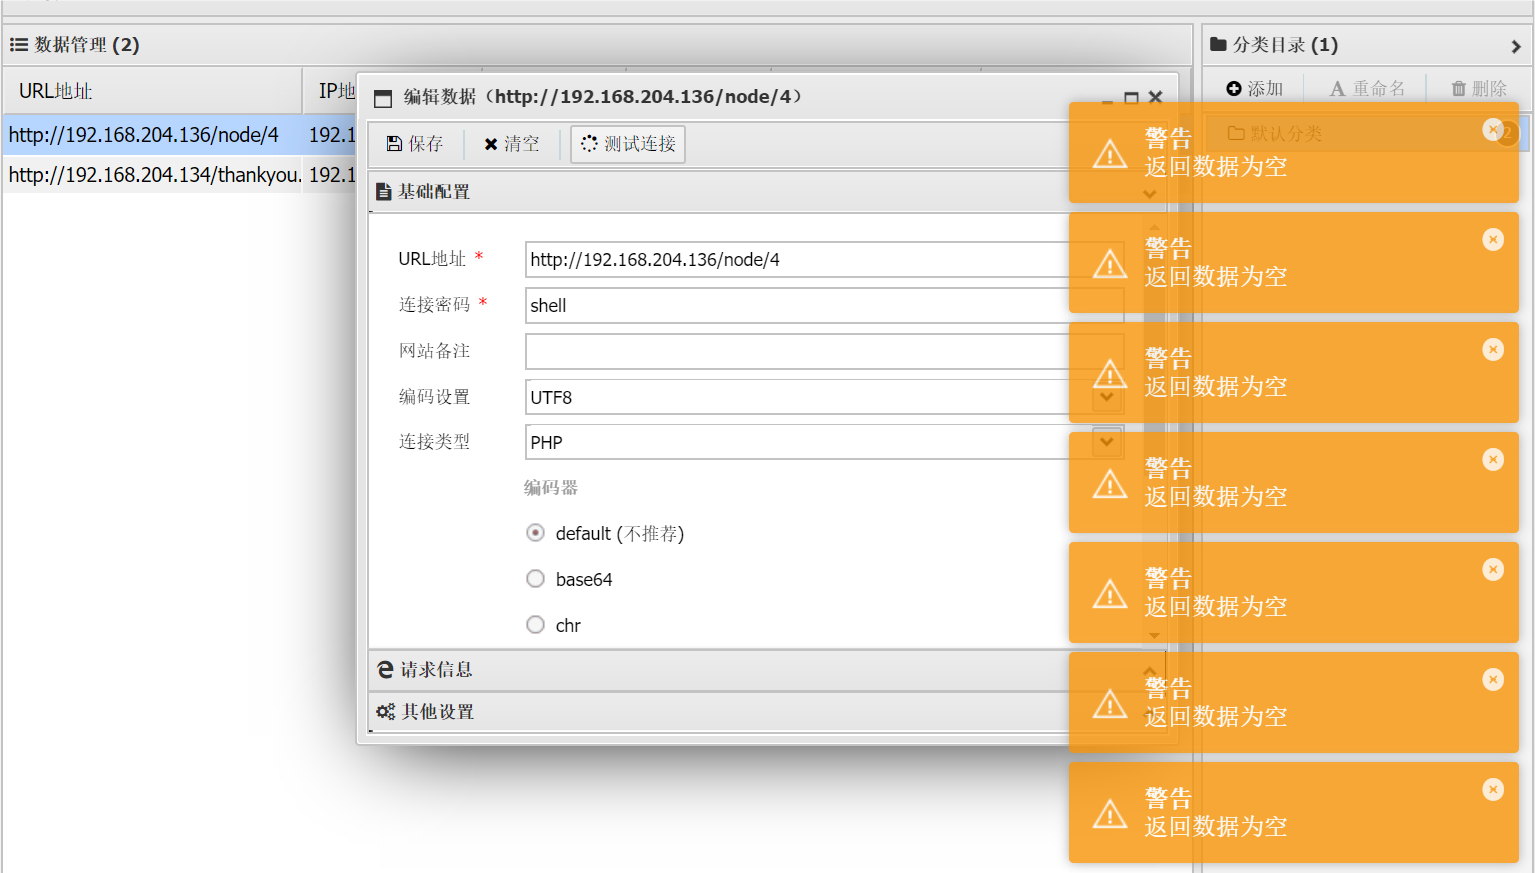 数据管理 (2)
URL地址
IP地
http://192.168.204.136/node/4
192.1
http://192.168.204.134/thankyou.
192.1
编辑数据（http://192.168.204.136/node/4）
保存
清空
测试连接
基础配置
URL地址 *
http://192.168.204.136/node/4
连接密码 *
shell
网站备注
编码设置
UTF8
连接类型
PHP
编码器
default (不推荐)
base64
chr
请求信息
其他设置
分类目录 (1)
添加
重命名
删除
默认分类
2
警告
返回数据为空
警告
返回数据为空
警告
返回数据为空
警告
返回数据为空
警告
返回数据为空
警告
返回数据为空
警告
返回数据为空